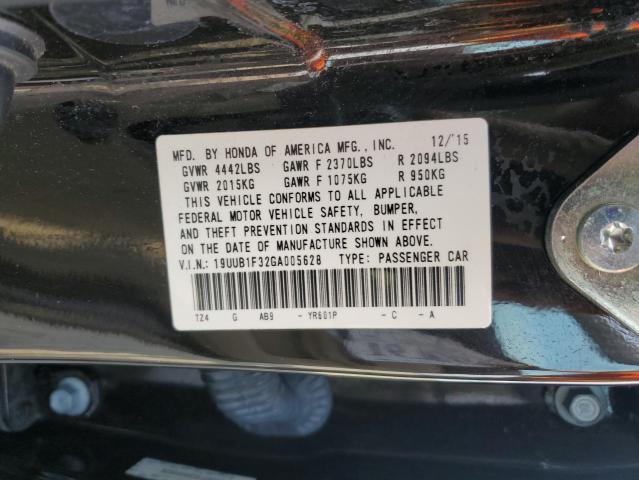 MFD. BY HONDA OF AMERICA MFG., INC. 12/'15
GVWR 4442LBS GAWR F 2370LBS R 2094LBS
GVWR 2015KG GAWR F 1075KG R 950KG
THIS VEHICLE CONFORMS TO ALL APPLICABLE
FEDERAL MOTOR VEHICLE SAFETY, BUMPER,
AND THEFT PREVENTION STANDARDS IN EFFECT
ON THE DATE OF MANUFACTURE SHOWN ABOVE.
V.I.N.: 19UUB1F32GA005628 TYPE: PASSENGER CAR
TZ4 G AB9 - YR601P - C - A